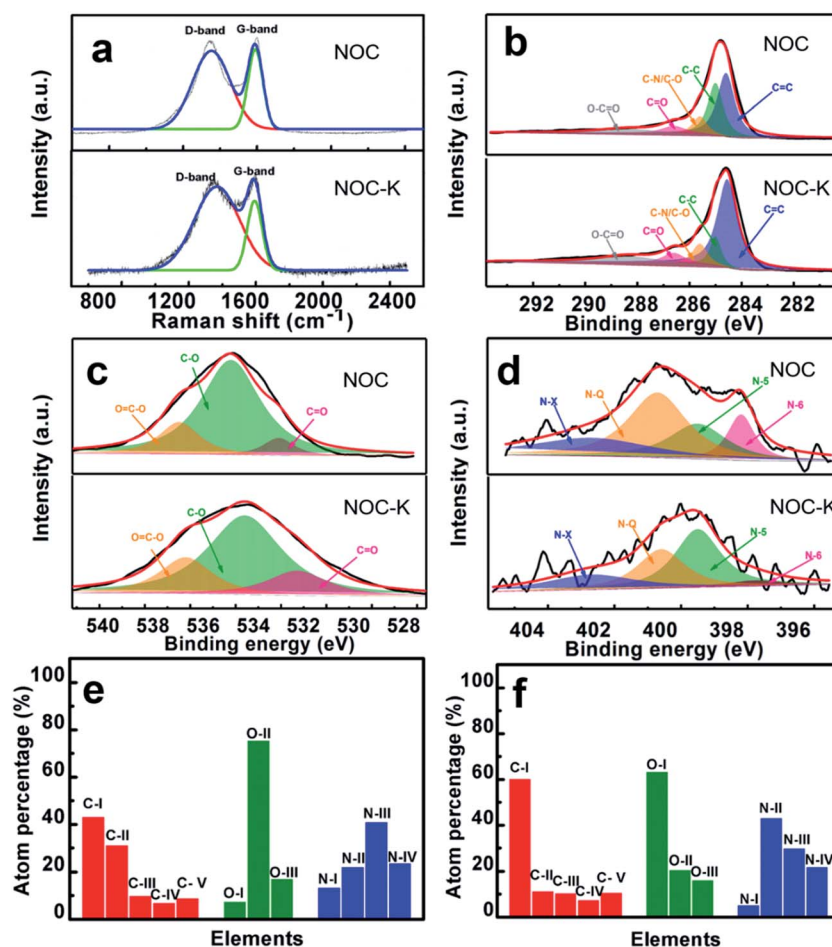 a
D-band
G-band
NOC
D-band
G-band
NOC-K
Intensity (a.u.)
800 1200 1600 2000 2400
Raman shift (cm⁻¹)
b
NOC
C-C
C-N/C-O
C=O
O-C=O
C=C
NOC-K
C-C
C-N/C-O
C=O
O-C=O
C=C
Intensity (a.u.)
292 290 288 286 284 282 280
Binding energy (eV)
c
C-O
NOC
O=C-O
C=O
NOC-K
C-O
O=C-O
C=O
Intensity (a.u.)
540 538 536 534 532 530 528
Binding energy (eV)
d
NOC
N-X
N-Q
N-5
N-6
NOC-K
N-X
N-Q
N-5
N-6
Intensity (a.u.)
404 402 400 398 396
Binding energy (eV)
e
Atom percentage (%)
100
80
60
40
20
0
C-I
C-II
C-III
C-IV
C- V
O-I
O-II
O-III
N-I
N-II
N-III
N-IV
Elements
f
Atom percentage (%)
100
80
60
40
20
0
C-I
C-II
C-III
C-IV
C- V
O-I
O-II
O-III
N-I
N-II
N-III
N-IV
Elements